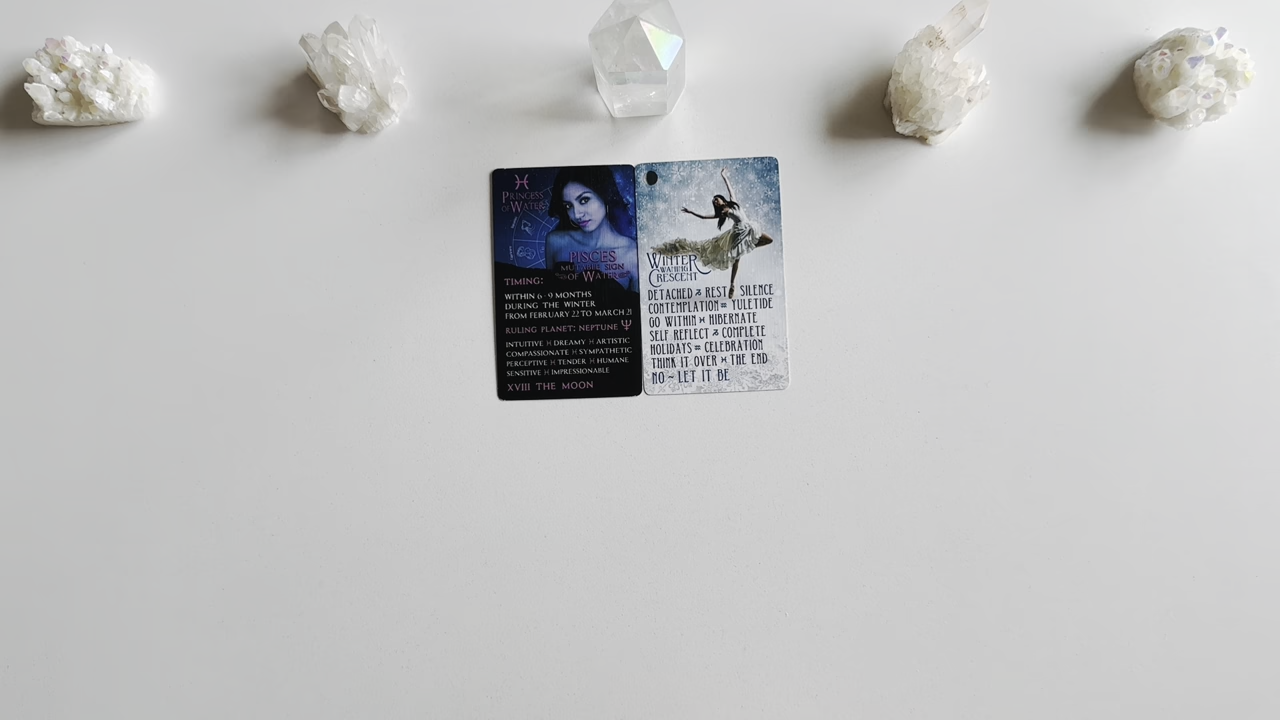 ♓
PRINCESS
OF WATER
PISCES
MUTABLE SIGN
OF WATER
TIMING:
WITHIN 6 - 9 MONTHS
DURING THE WINTER
FROM FEBRUARY 22 TO MARCH 21
RULING PLANET: NEPTUNE ♆
INTUITIVE ♓ DREAMY ♓ ARTISTIC
COMPASSIONATE ♓ SYMPATHETIC
PERCEPTIVE ♓ TENDER ♓ HUMANE
SENSITIVE ♓ IMPRESSIONABLE
XVIII THE MOON
WINTER
WANING
CRESCENT
DETACHED REST SILENCE
CONTEMPLATION YULETIDE
GO WITHIN HIBERNATE
SELF REFLECT COMPLETE
HOLIDAYS CELEBRATION
THINK IT OVER THE END
NO ~ LET IT BE